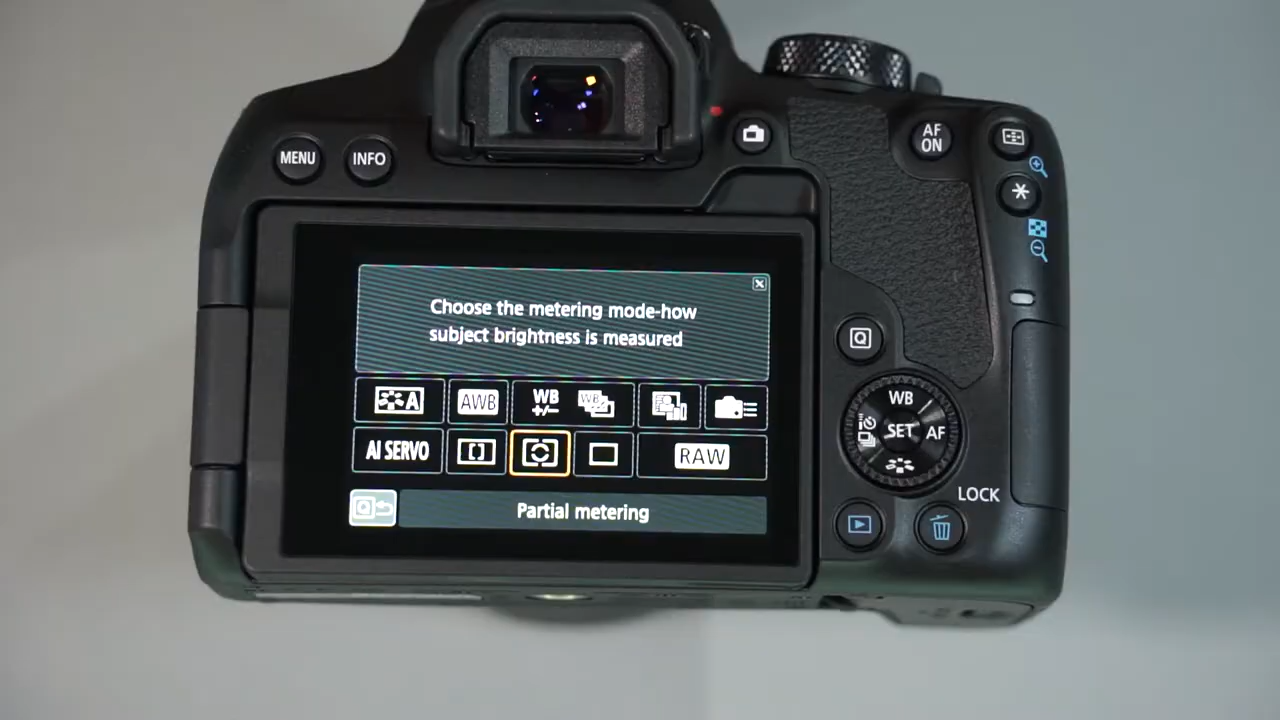 MENU
INFO
AF
ON
Choose the metering mode-how
subject brightness is measured
A
AWB
WB
+/-
WB
AI SERVO
RAW
Q
Partial metering
Q
WB
SET
AF
LOCK